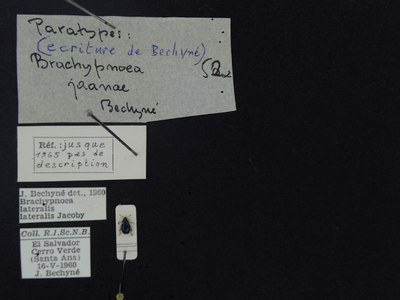 Paratypes:
(ecriture de Bechyné)
Brachypnoea
jaanae
Bechyné
Réf.: jusque
1965 pas de
description
J. Bechyné det., 1960
Brachypnoea
lateralis
lateralis Jacoby
Coll. R.I.Sc.N.B.
El Salvador
Cerro Verde
(Santa Ana)
16-V-1960
J. Bechyné